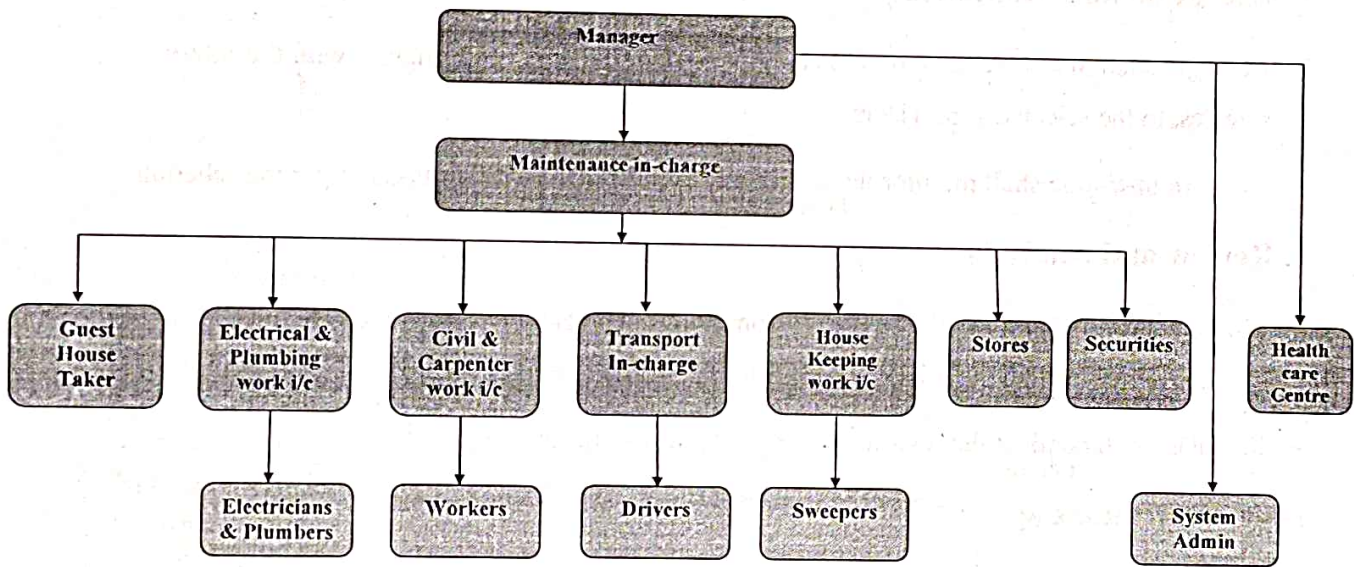 Manager
Maintenance in-charge
Guest
House
Taker
Electrical &
Plumbing
work i/c
Civil &
Carpenter
work i/c
Transport
In-charge
House
Keeping
work i/c
Stores
Securities
Health
care
Centre
Electricians
& Plumbers
Workers
Drivers
Sweepers
System
Admin